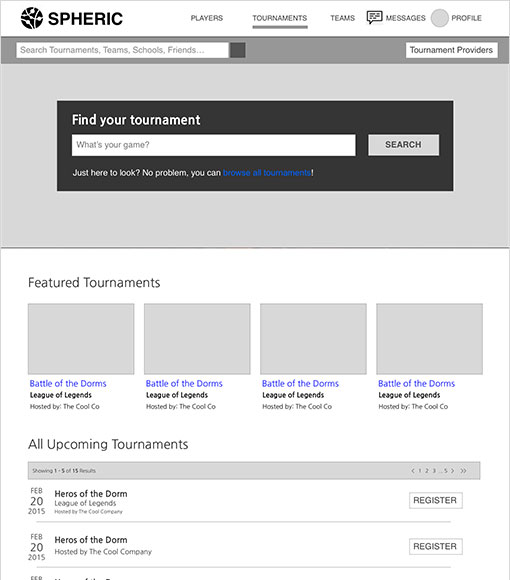 SPHERIC
PLAYERS
TOURNAMENTS
TEAMS
MESSAGES
PROFILE
Search Tournaments, Teams, Schools, Friends...
Tournament Providers
Find your tournament
What's your game?
SEARCH
Just here to look? No problem, you can browse all tournaments!
Featured Tournaments
Battle of the Dorms
League of Legends
Hosted by: The Cool Co
Battle of the Dorms
League of Legends
Hosted by: The Cool Co
Battle of the Dorms
League of Legends
Hosted by: The Cool Co
Battle of the Dorms
League of Legends
Hosted by: The Cool Co
All Upcoming Tournaments
Showing 1 - 5 of 15 Results
< 1 2 3 ... 5 > >>
FEB
20
2015
Heros of the Dorm
League of Legends
Hosted by The Cool Company
REGISTER
FEB
20
2015
Heros of the Dorm
Hosted by The Cool Company
REGISTER
FEB